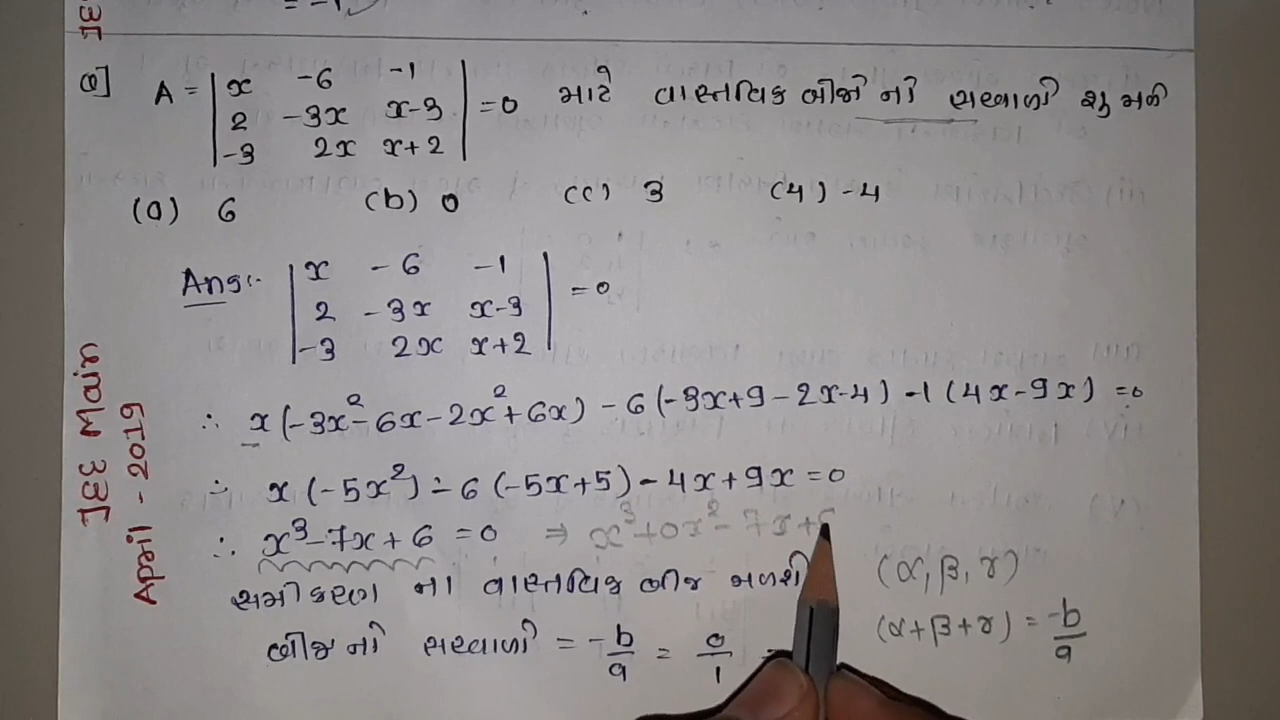 = -1
Q] A = | x -6 -1 | = 0 માટે વાસ્તવિક બીજો નો સરવાળો શું મળે
| 2 -3x x-3 |
| -3 2x x+2 |
(a) 6 (b) 0 (c) 3 (4) -4
Ans:- | x -6 -1 | = 0
| 2 -3x x-3 |
| -3 2x x+2 |
∴ x(-3x²-6x-2x²+6x) - 6(-3x+9-2x-4) -1(4x-9x) = 0
∴ x(-5x²) - 6(-5x+5) - 4x + 9x = 0
∴ x³-7x+6 = 0 ⇒ x³+0x²-7x+
સમીકરણ ના વાસ્તવિક બીજ મળશે (α, β, γ)
બીજ નો સરવાળો = -b/a = 0/1 = (α+β+γ) = -b/a
JEE Main
April - 2019